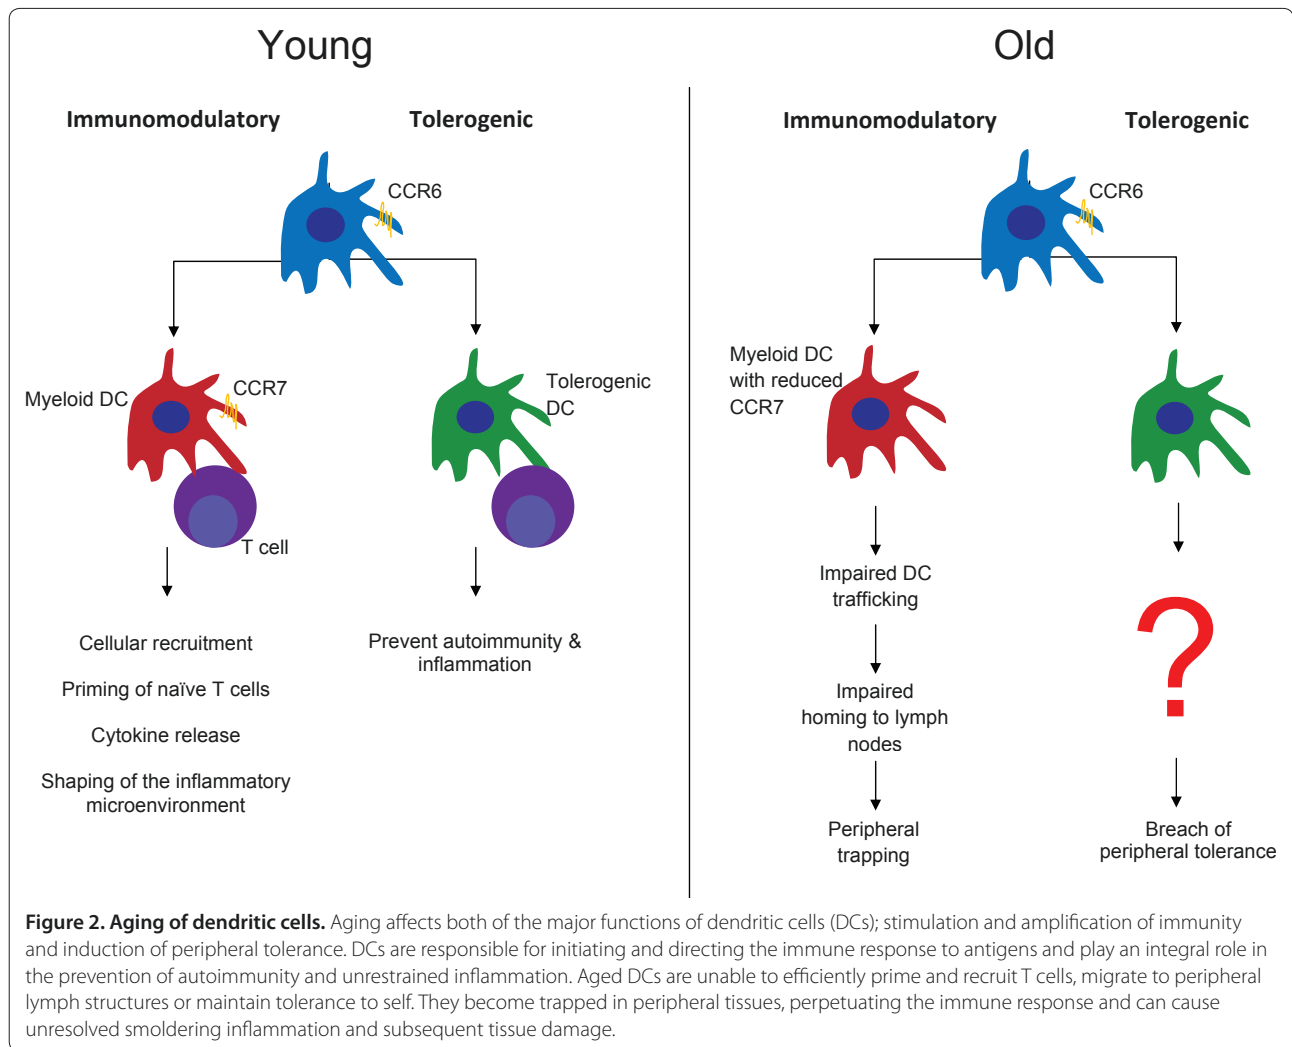 Young
Old
Immunomodulatory
Tolerogenic
CCR6
Myeloid DC
CCR7
Tolerogenic
DC
T cell
Cellular recruitment
Priming of naïve T cells
Cytokine release
Shaping of the inflammatory
microenvironment
Prevent autoimmunity &
inflammation
Immunomodulatory
Tolerogenic
CCR6
Myeloid DC
with reduced
CCR7
Impaired DC
trafficking
Impaired
homing to lymph
nodes
Peripheral
trapping
?
Breach of
peripheral tolerance
Figure 2. Aging of dendritic cells. Aging affects both of the major functions of dendritic cells (DCs); stimulation and amplification of immunity
and induction of peripheral tolerance. DCs are responsible for initiating and directing the immune response to antigens and play an integral role in
the prevention of autoimmunity and unrestrained inflammation. Aged DCs are unable to efficiently prime and recruit T cells, migrate to peripheral
lymph structures or maintain tolerance to self. They become trapped in peripheral tissues, perpetuating the immune response and can cause
unresolved smoldering inflammation and subsequent tissue damage.